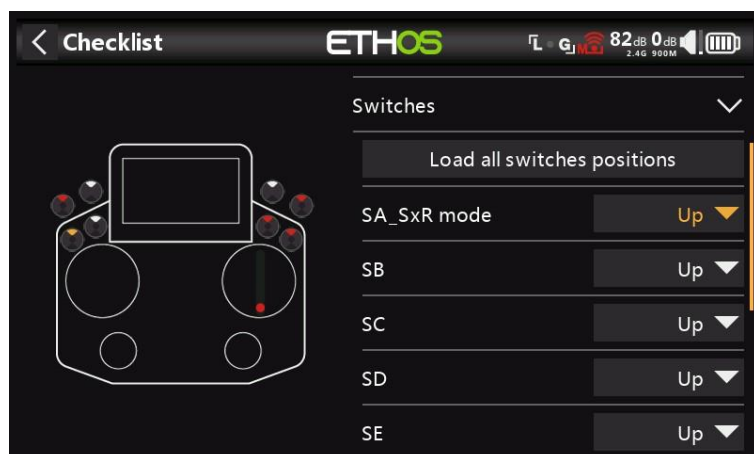 Checklist
ETHOS
L G M 82dB 0dB
2.4G 900M
Switches
Load all switches positions
SA_SxR mode Up
SB Up
SC Up
SD Up
SE Up